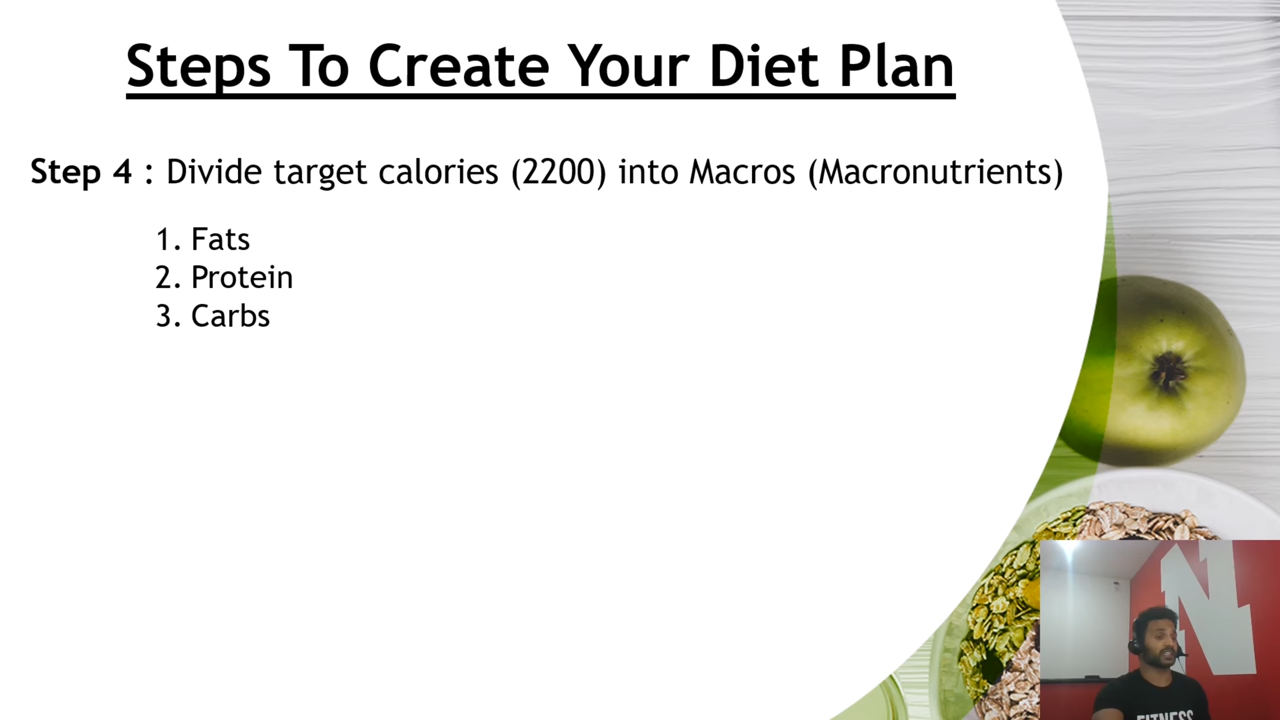 Steps To Create Your Diet Plan
Step 4 : Divide target calories (2200) into Macros (Macronutrients)
1. Fats
2. Protein
3. Carbs
N
FITNESS